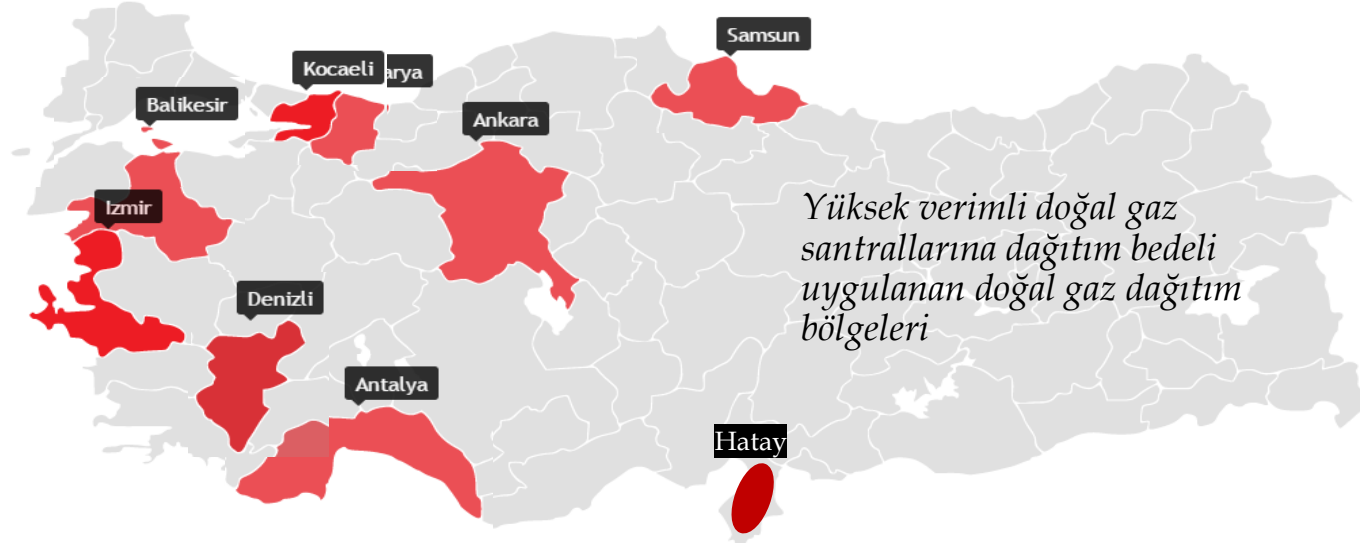 Samsun
Kocaeli arya
Balikesir
Ankara
Izmir
Yüksek verimli doğal gaz
santrallarına dağıtım bedeli
uygulanan doğal gaz dağıtım
bölgeleri
Denizli
Antalya
Hatay